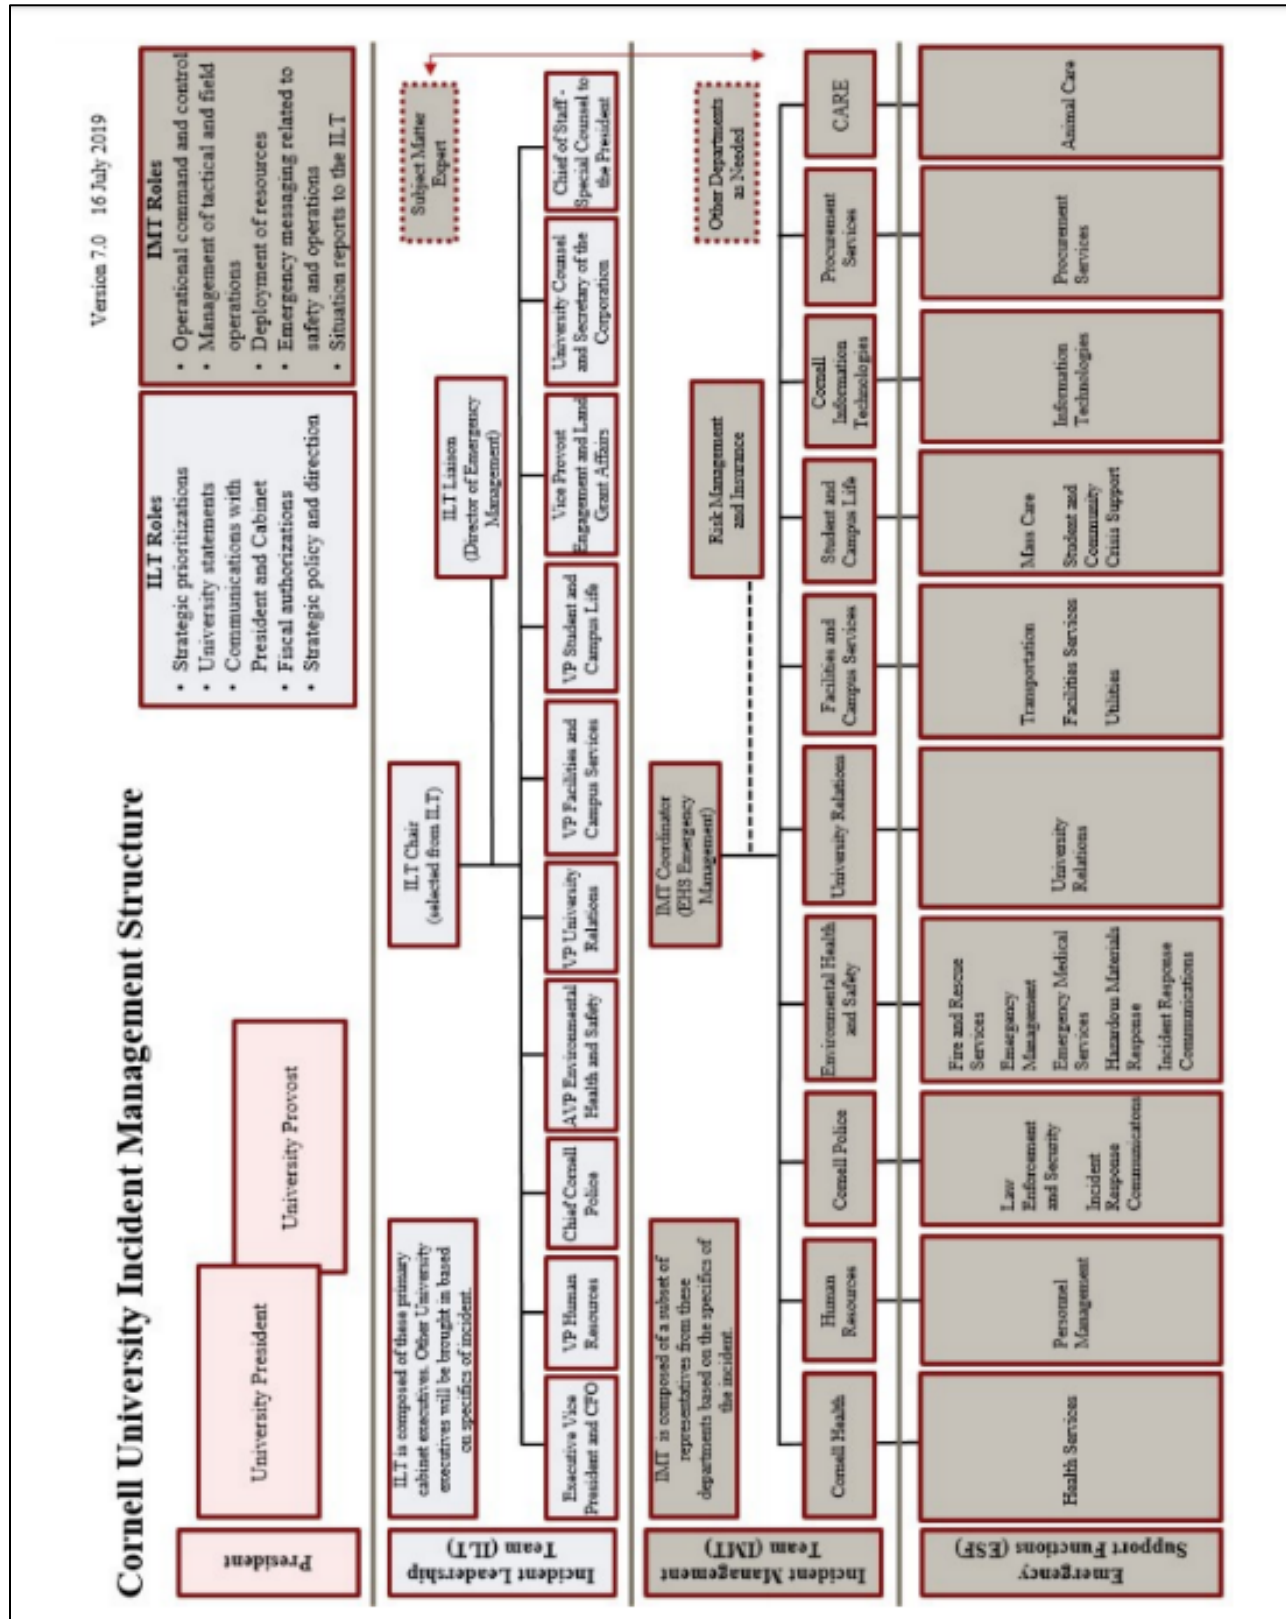 Cornell University Incident Management Structure
Version 7.0 16 July 2019
President
University President
University Provost
ILT Roles
• Strategic prioritizations
• University statements
• Communications with
President and Cabinet
• Fiscal authorizations
• Strategic policy and direction
IMT Roles
• Operational command and control
• Management of tactical and field
operations
• Deployment of resources
• Emergency messaging related to
safety and operations
• Situation reports to the ILT
Incident Leadership
Team (ILT)
ILT is composed of these primary
cabinet executives. Other University
executives will be brought in based
on specifics of incident.
ILT Chair
(selected from ILT)
ILT Liaison
(Director of Emergency
Management)
Subject Matter
Expert
Executive Vice
President and CFO
VP Human
Resources
Chief Cornell
Police
AVP Environmental
Health and Safety
VP University
Relations
VP Facilities and
Campus Services
VP Student and
Campus Life
Vice Provost
Engagement and Land
Grant Affairs
University Counsel
and Secretary of the
Corporation
Chief of Staff -
Special Counsel to
the President
Incident Management
Team (IMT)
IMT is composed of a subset of
representatives from these
departments based on the specifics of
the incident.
IMT Coordinator
(EHS Emergency
Management)
Risk Management
and Insurance
Other Departments
as Needed
Cornell Health
Human
Resources
Cornell Police
Environmental Health
and Safety
University Relations
Facilities and
Campus Services
Student and
Campus Life
Cornell
Information
Technologies
Procurement
Services
CARE
Emergency
Support Functions (ESF)
Health Services
Personnel
Management
Law
Enforcement
and Security
Incident
Response
Communications
Fire and Rescue
Services
Emergency
Management
Emergency Medical
Services
Hazardous Materials
Response
Incident Response
Communications
University
Relations
Transportation
Facilities Services
Utilities
Mass Care
Student and
Community
Crisis Support
Information
Technologies
Procurement
Services
Animal Care